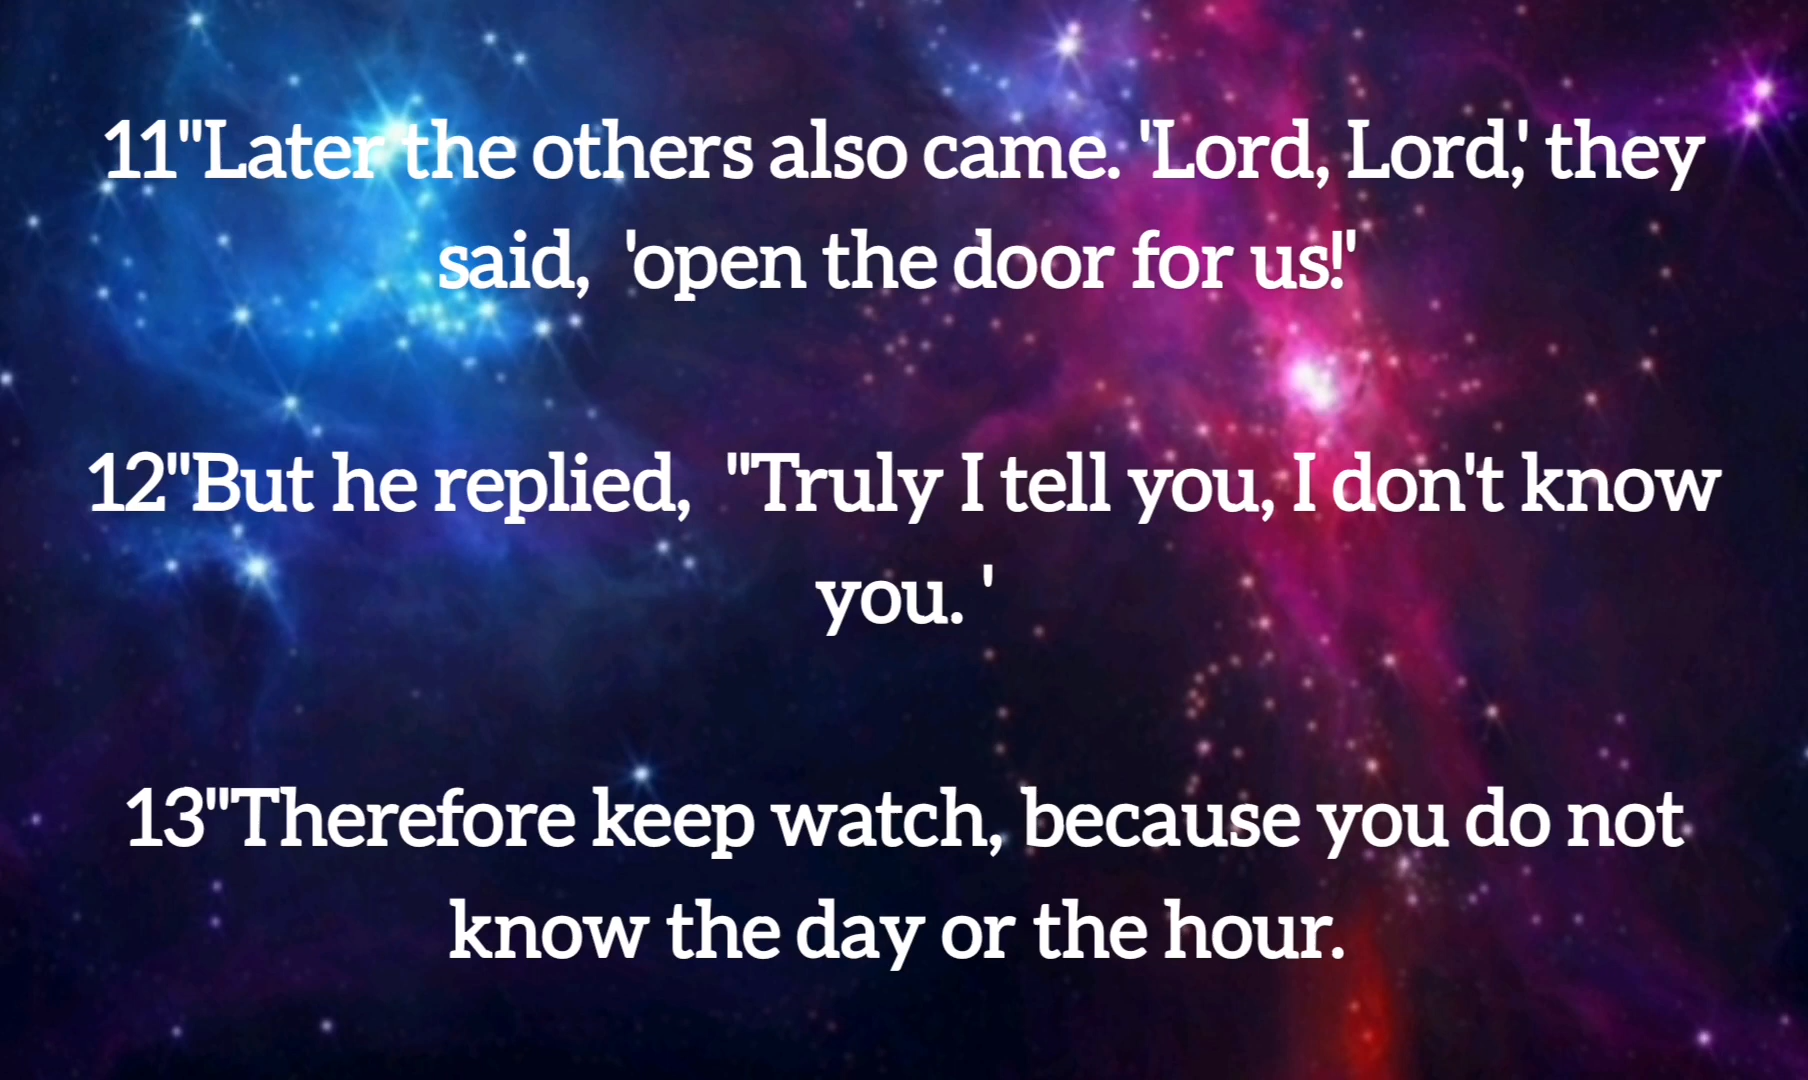 11"Later the others also came. 'Lord, Lord,' they
said,  'open the door for us!'
12"But he replied,  "Truly I tell you, I don't know
you. '
13"Therefore keep watch, because you do not
know the day or the hour.